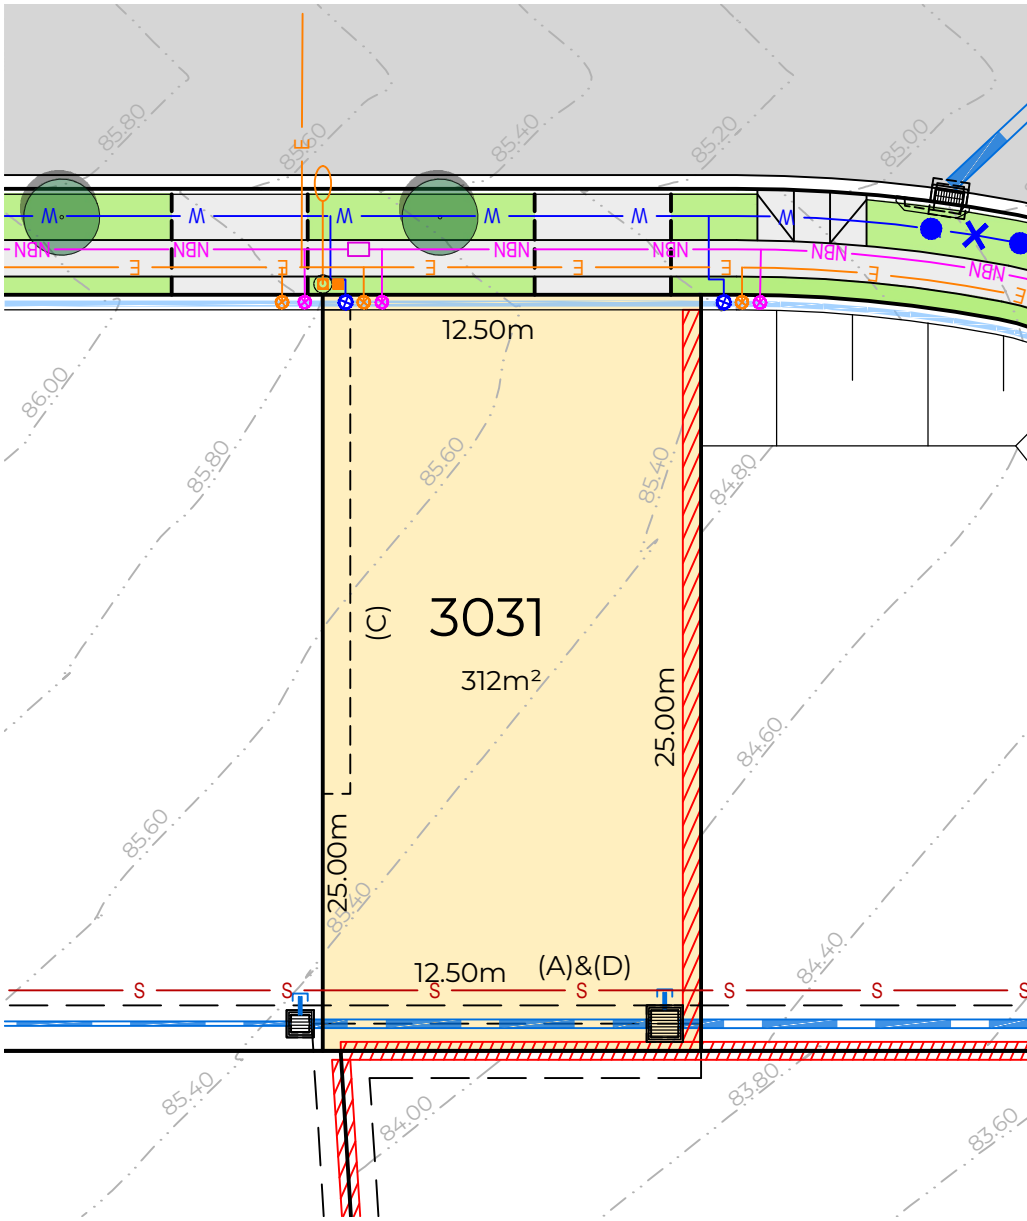 85.80
85.60
85.40
85.20
85.00
E
W W W W W W
NBN NBN NBN NBN NBN NBN
E E E E E E E
12.50m
86.00
85.80
85.60
85.40
84.80
(C)
3031
312m²
25.00m
84.60
85.60
25.00m
85.40
84.40
12.50m
(A)&(D)
S S S S S S S S
85.40
84.00
83.80
83.60